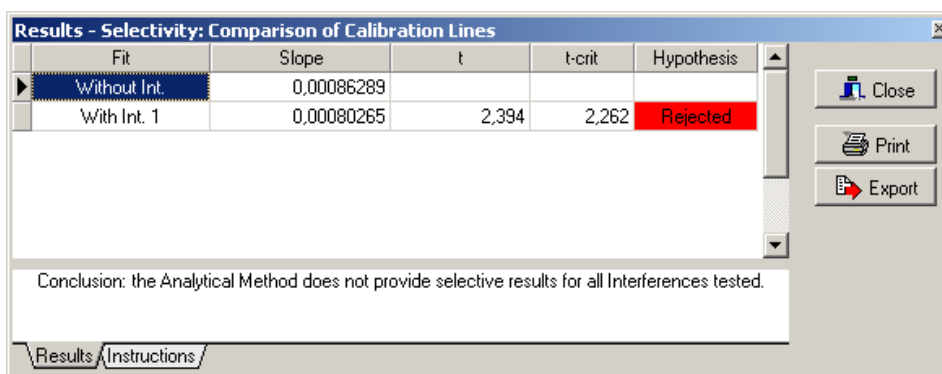 Results - Selectivity: Comparison of Calibration Lines
Fit Slope t t-crit Hypothesis
Without Int. 0,00086289
With Int. 1 0,00080265 2,394 2,262 Rejected
Close
Print
Export
Conclusion: the Analytical Method does not provide selective results for all Interferences tested.
Results Instructions